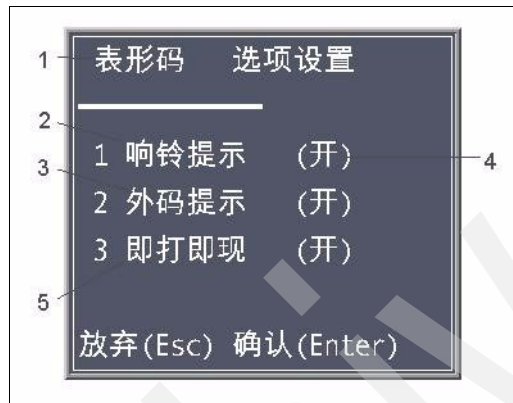 1 表形码 选项设置
2
1 响铃提示 (开) 4
3
2 外码提示 (开)
3 即打即现 (开)
5
放弃(Esc) 确认(Enter)